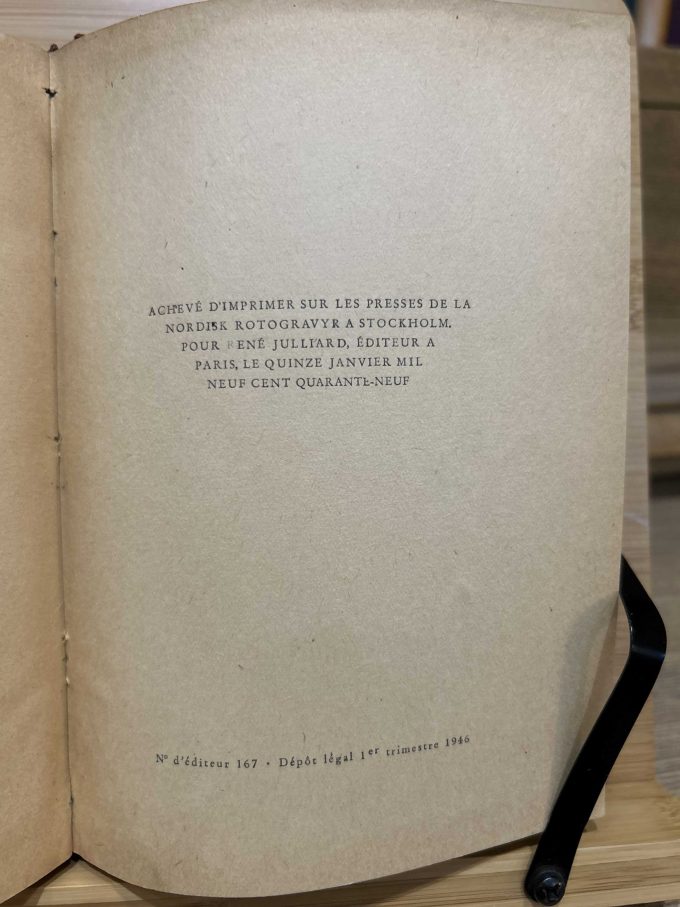 ACHEVÉ D'IMPRIMER SUR LES PRESSES DE LA
NORDISK ROTOGRAVYR A STOCKHOLM.
POUR RENÉ JULLIARD, ÉDITEUR A
PARIS, LE QUINZE JANVIER MIL
NEUF CENT QUARANTE-NEUF
Nº d'éditeur 167 • Dépôt légal 1er trimestre 1946